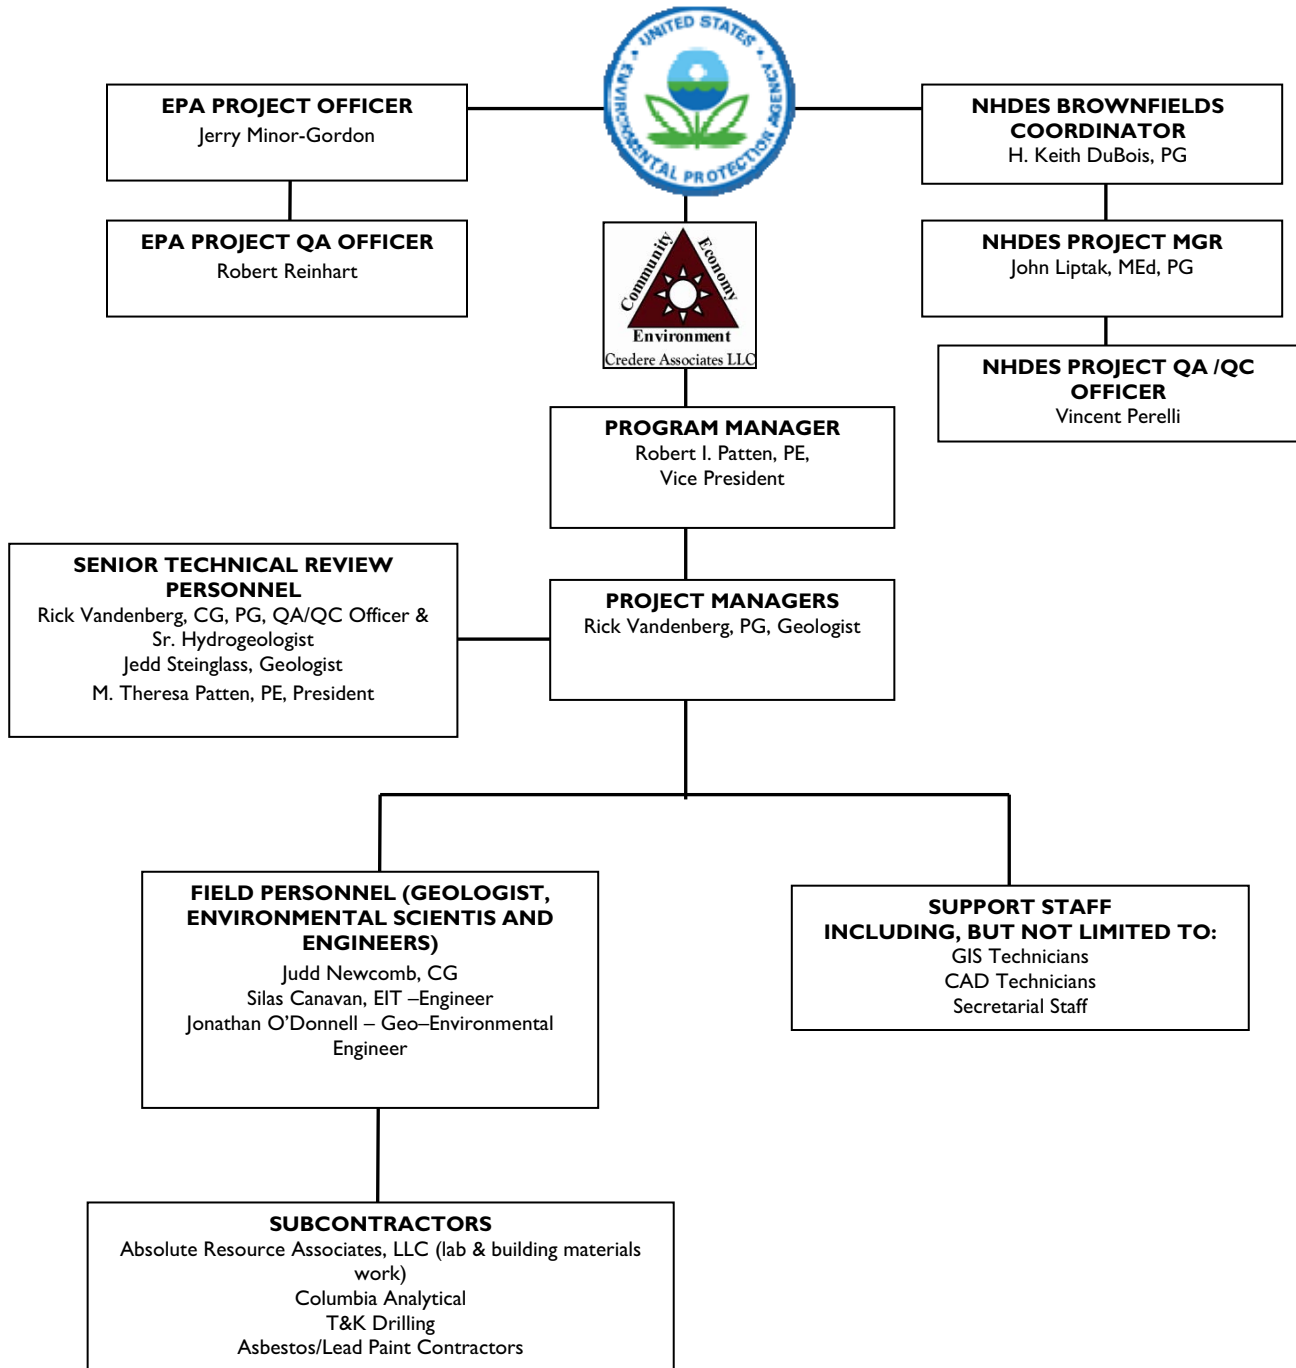 UNITED STATES
ENVIRONMENTAL PROTECTION AGENCY
EPA PROJECT OFFICER
Jerry Minor-Gordon
EPA PROJECT QA OFFICER
Robert Reinhart
NHDES BROWNFIELDS
COORDINATOR
H. Keith DuBois, PG
NHDES PROJECT MGR
John Liptak, MEd, PG
NHDES PROJECT QA /QC
OFFICER
Vincent Perelli
Community
Economy
Environment
Credere Associates LLC
PROGRAM MANAGER
Robert I. Patten, PE,
Vice President
SENIOR TECHNICAL REVIEW
PERSONNEL
Rick Vandenberg, CG, PG, QA/QC Officer &
Sr. Hydrogeologist
Jedd Steinglass, Geologist
M. Theresa Patten, PE, President
PROJECT MANAGERS
Rick Vandenberg, PG, Geologist
FIELD PERSONNEL (GEOLOGIST,
ENVIRONMENTAL SCIENTIS AND
ENGINEERS)
Judd Newcomb, CG
Silas Canavan, EIT –Engineer
Jonathan O’Donnell – Geo–Environmental
Engineer
SUPPORT STAFF
INCLUDING, BUT NOT LIMITED TO:
GIS Technicians
CAD Technicians
Secretarial Staff
SUBCONTRACTORS
Absolute Resource Associates, LLC (lab & building materials
work)
Columbia Analytical
T&K Drilling
Asbestos/Lead Paint Contractors